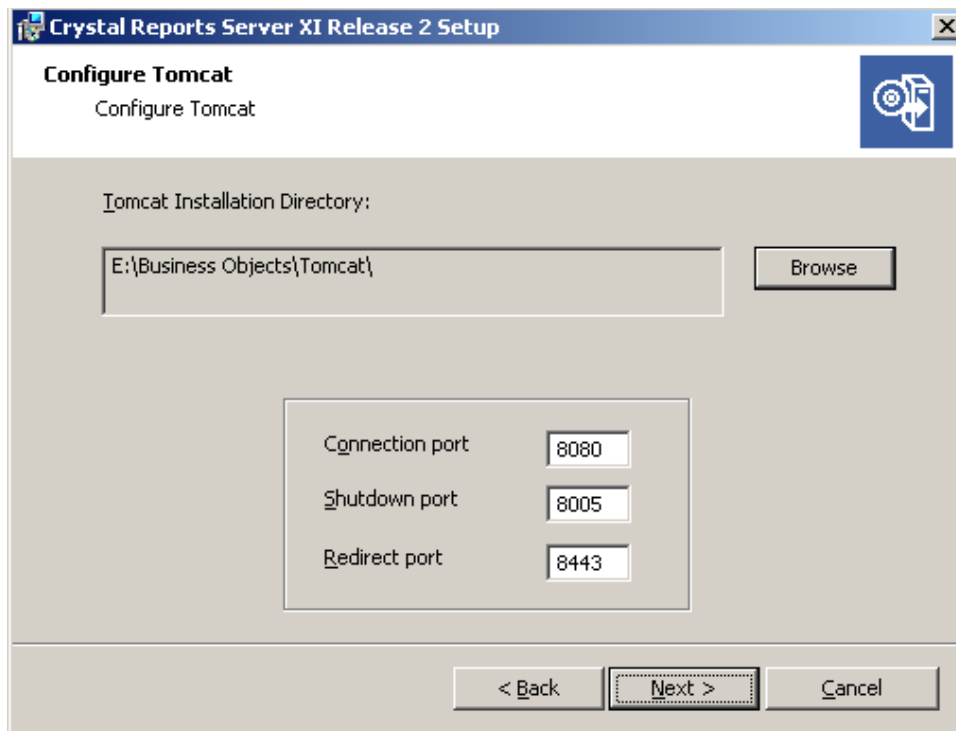 Crystal Reports Server XI Release 2 Setup
Configure Tomcat
Configure Tomcat
Tomcat Installation Directory:
E:\Business Objects\Tomcat\
Browse
Connection port 8080
Shutdown port 8005
Redirect port 8443
< Back Next > Cancel